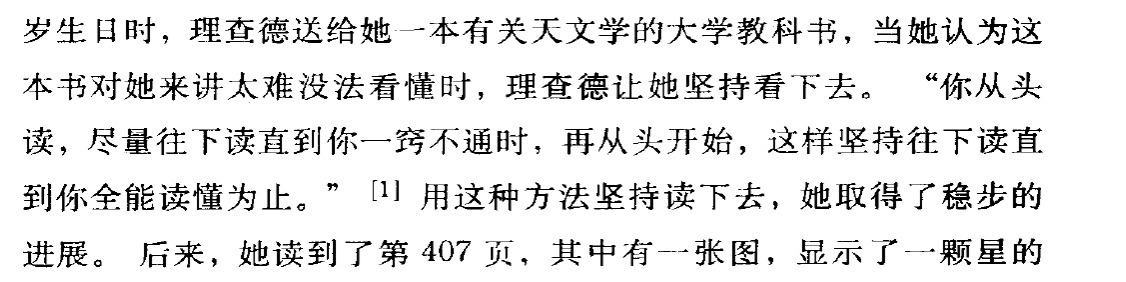 岁生日时，理查德送给她一本有关天文学的大学教科书，当她认为这
本书对她来讲太难没法看懂时，理查德让她坚持看下去。 “你从头
读，尽量往下读直到你一窍不通时，再从头开始，这样坚持往下读直
到你全能读懂为止。” [1] 用这种方法坚持读下去，她取得了稳步的
进展。 后来，她读到了第 407 页，其中有一张图，显示了一颗星的